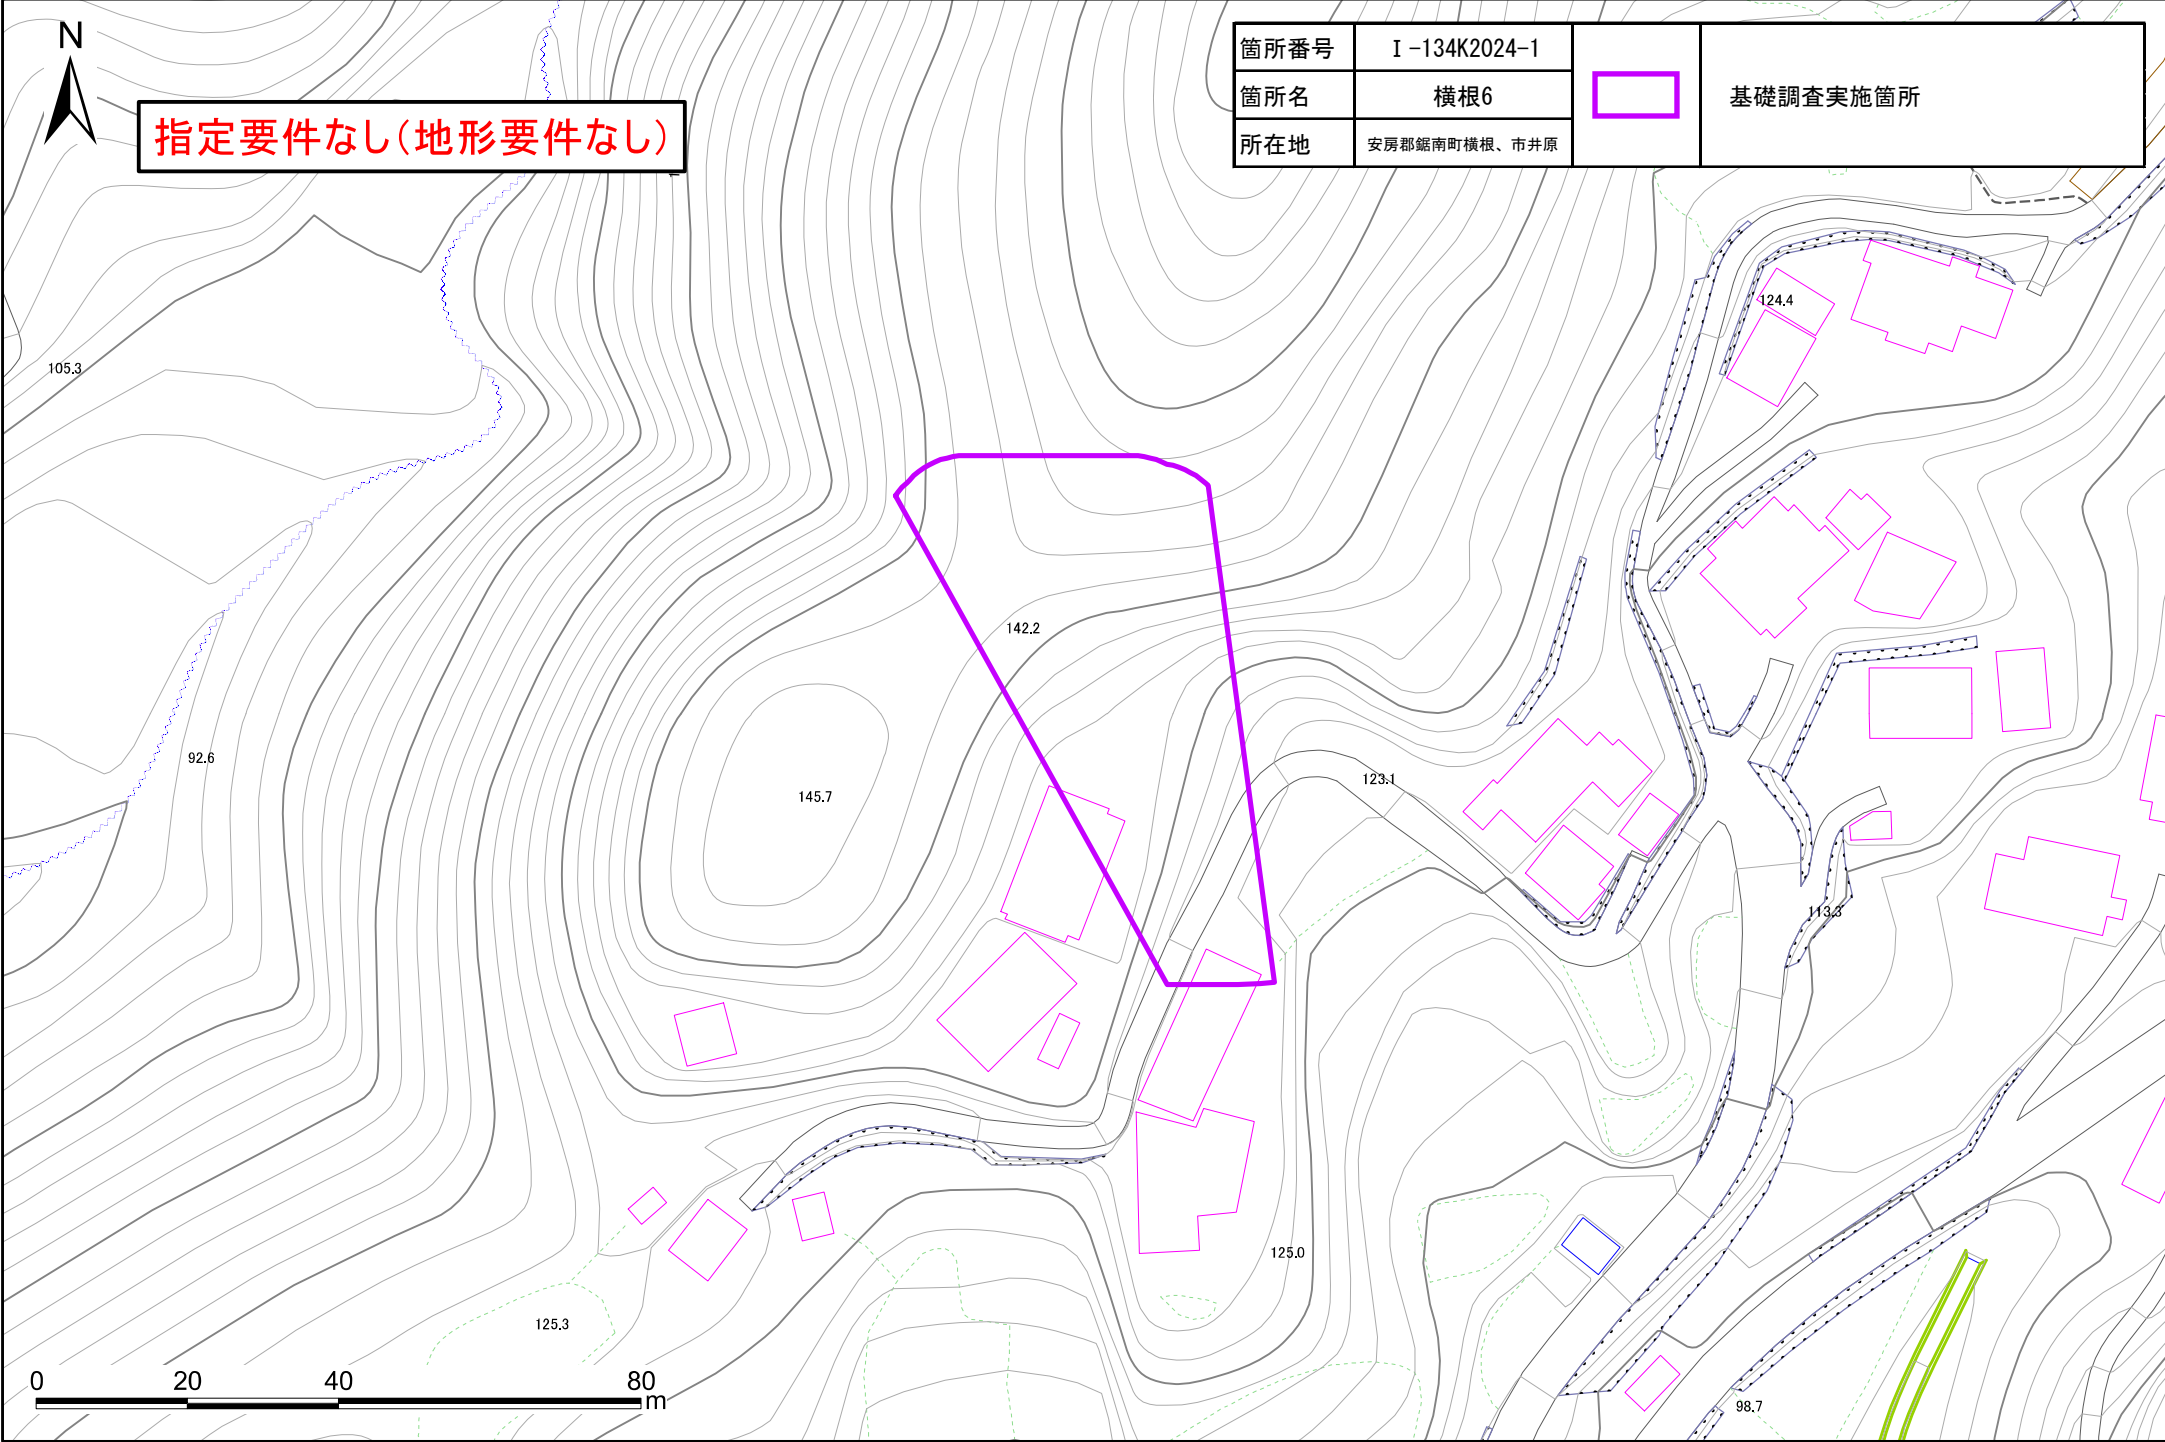 N
指定要件なし(地形要件なし)
箇所番号 Ⅰ-134K2024-1
箇所名 横根6
所在地 安房郡鋸南町横根、市井原
基礎調査実施箇所
124.4
105.3
142.2
92.6
145.7
123.1
113.3
125.0
125.3
98.7
0 20 40 80
m